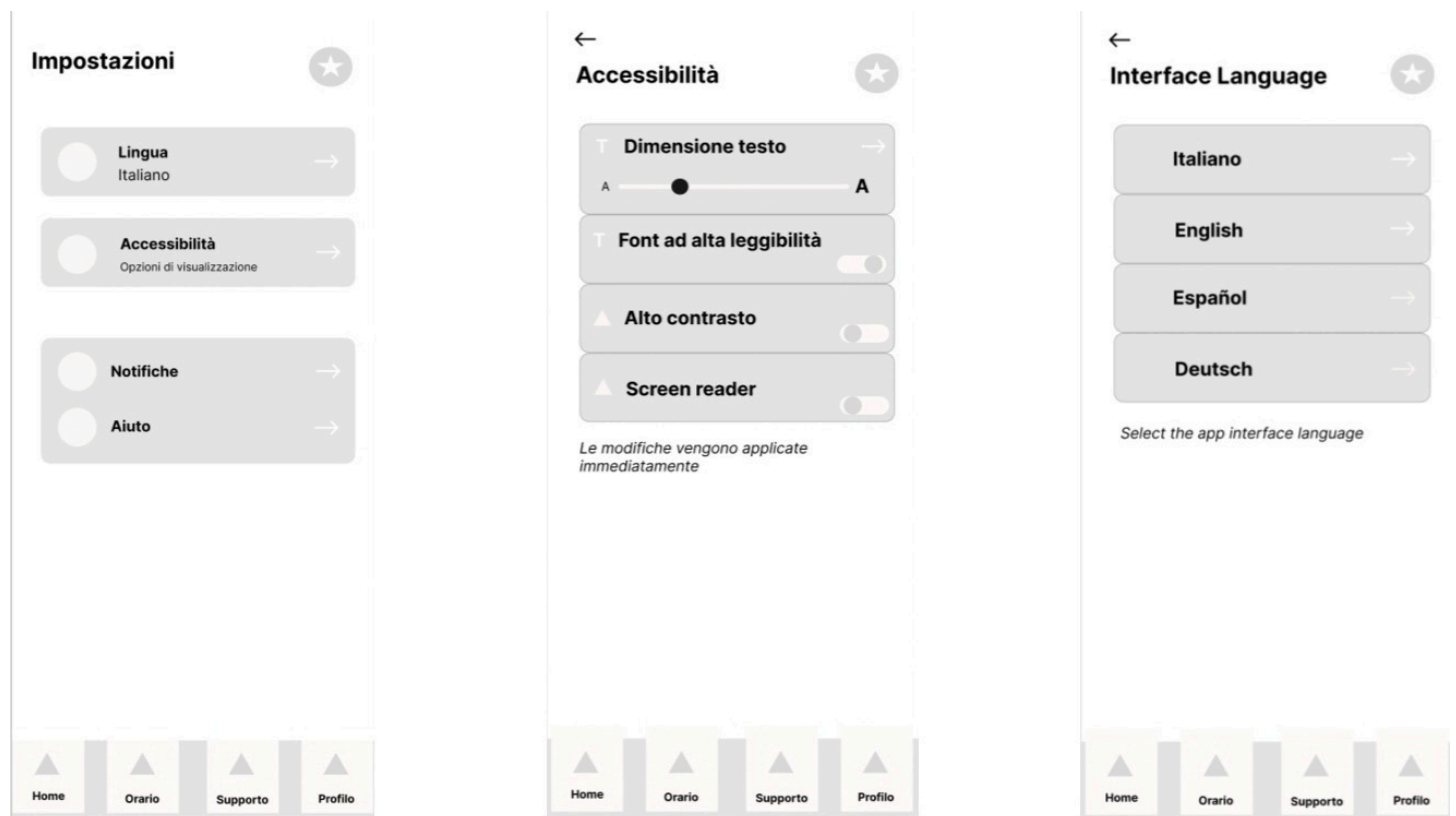 Impostazioni
Lingua
Italiano
Accessibilità
Opzioni di visualizzazione
Notifiche
Aiuto
Home
Orario
Supporto
Profilo
Accessibilità
T Dimensione testo
A A
T Font ad alta leggibilità
Alto contrasto
Screen reader
Le modifiche vengono applicate
immediatamente
Home
Orario
Supporto
Profilo
Interface Language
Italiano
English
Español
Deutsch
Select the app interface language
Home
Orario
Supporto
Profilo